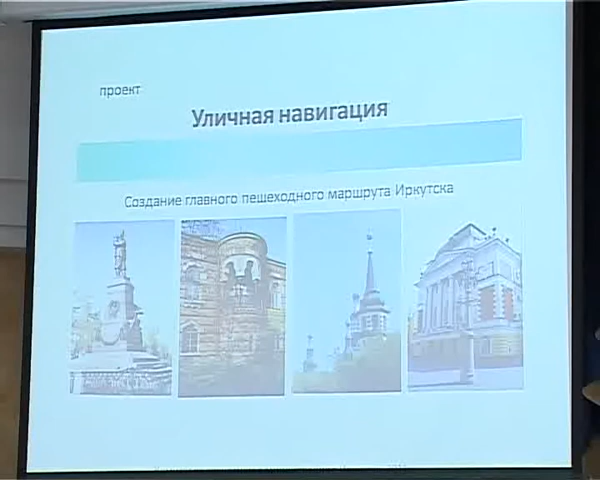 проект
Уличная навигация
Создание главного пешеходного маршрута Иркутска